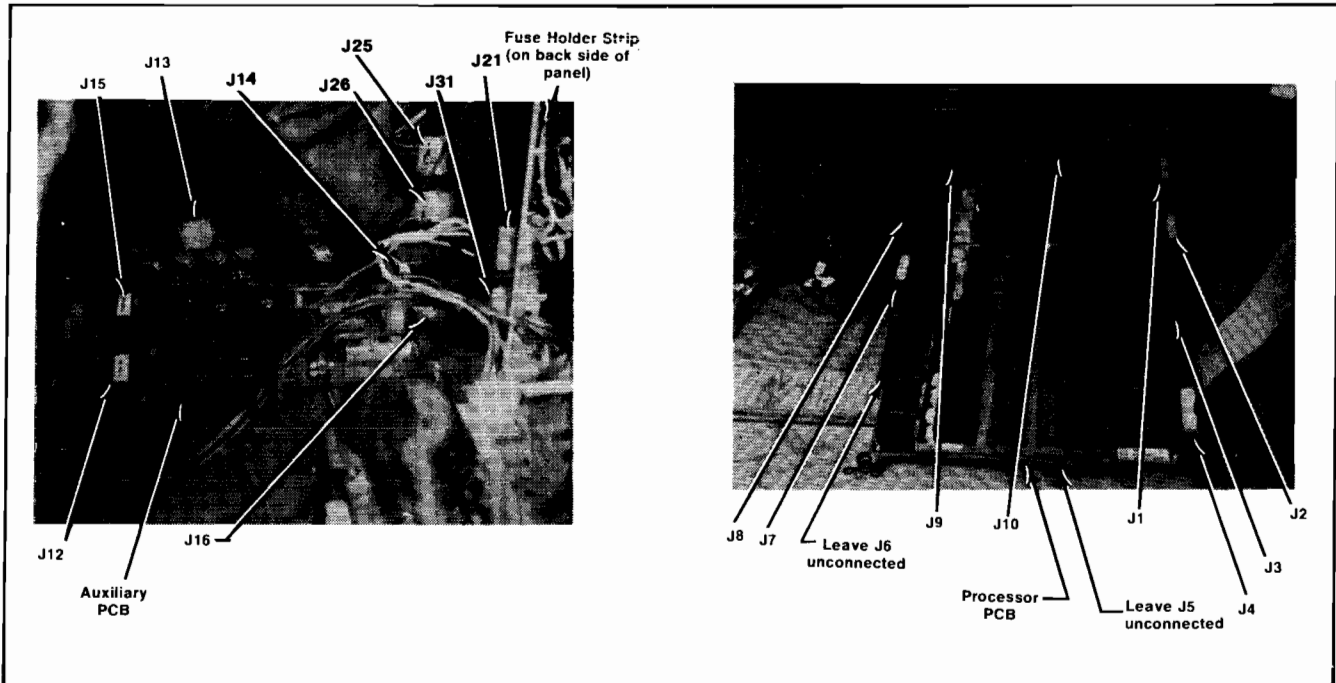 Fuse Holder Strip
(on back side of
panel)
J25
J13
J21
J14
J26
J31
J15
J12
J16
Auxiliary
PCB
J8
J7
Leave J6
unconnected
J9
J10
J1
J2
J3
J4
Processor
PCB
Leave J5
unconnected